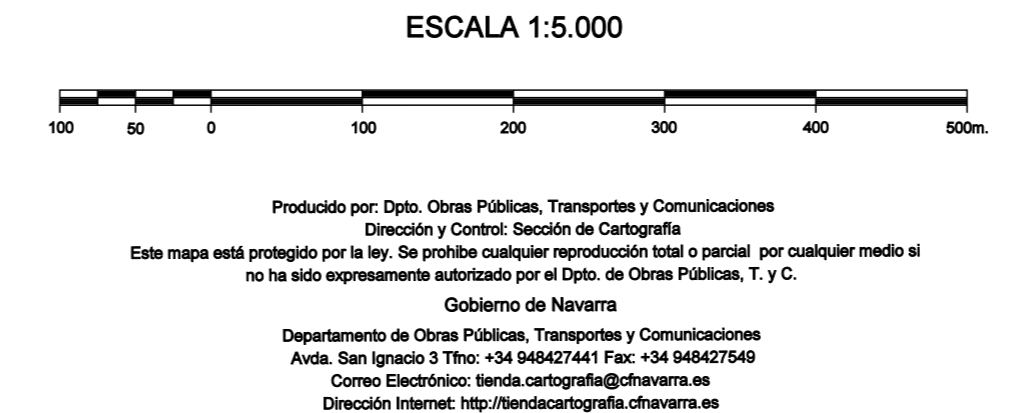 ESCALA 1:5.000
100 50 0 100 200 300 400 500m.
Producido por: Dpto. Obras Públicas, Transportes y Comunicaciones
Dirección y Control: Sección de Cartografía
Este mapa está protegido por la ley. Se prohibe cualquier reproducción total o parcial por cualquier medio si
no ha sido expresamente autorizado por el Dpto. de Obras Públicas, T. y C.
Gobierno de Navarra
Departamento de Obras Públicas, Transportes y Comunicaciones
Avda. San Ignacio 3 Tfno: +34 948427441 Fax: +34 948427549
Correo Electrónico: tienda.cartografia@cfnavarra.es
Dirección Internet: http://tiendacartografia.cfnavarra.es